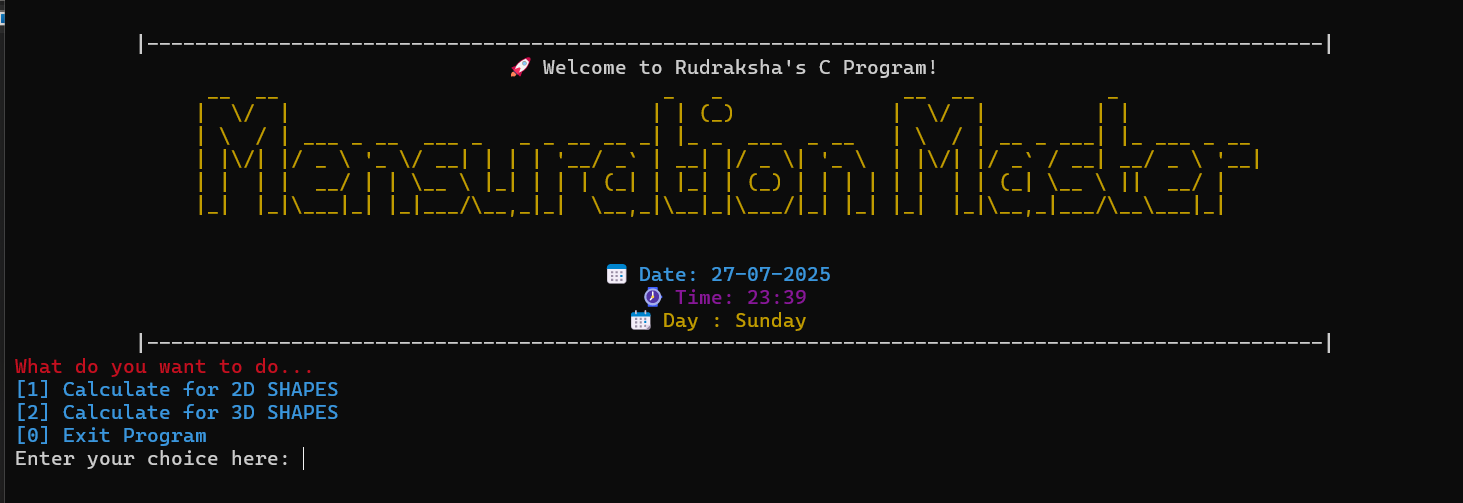 🚀 Welcome to Rudraksha's C Program!
Mensuration Master
📅 Date: 27-07-2025
⌚ Time: 23:39
📆 Day : Sunday
What do you want to do...
[1] Calculate for 2D SHAPES
[2] Calculate for 3D SHAPES
[0] Exit Program
Enter your choice here: